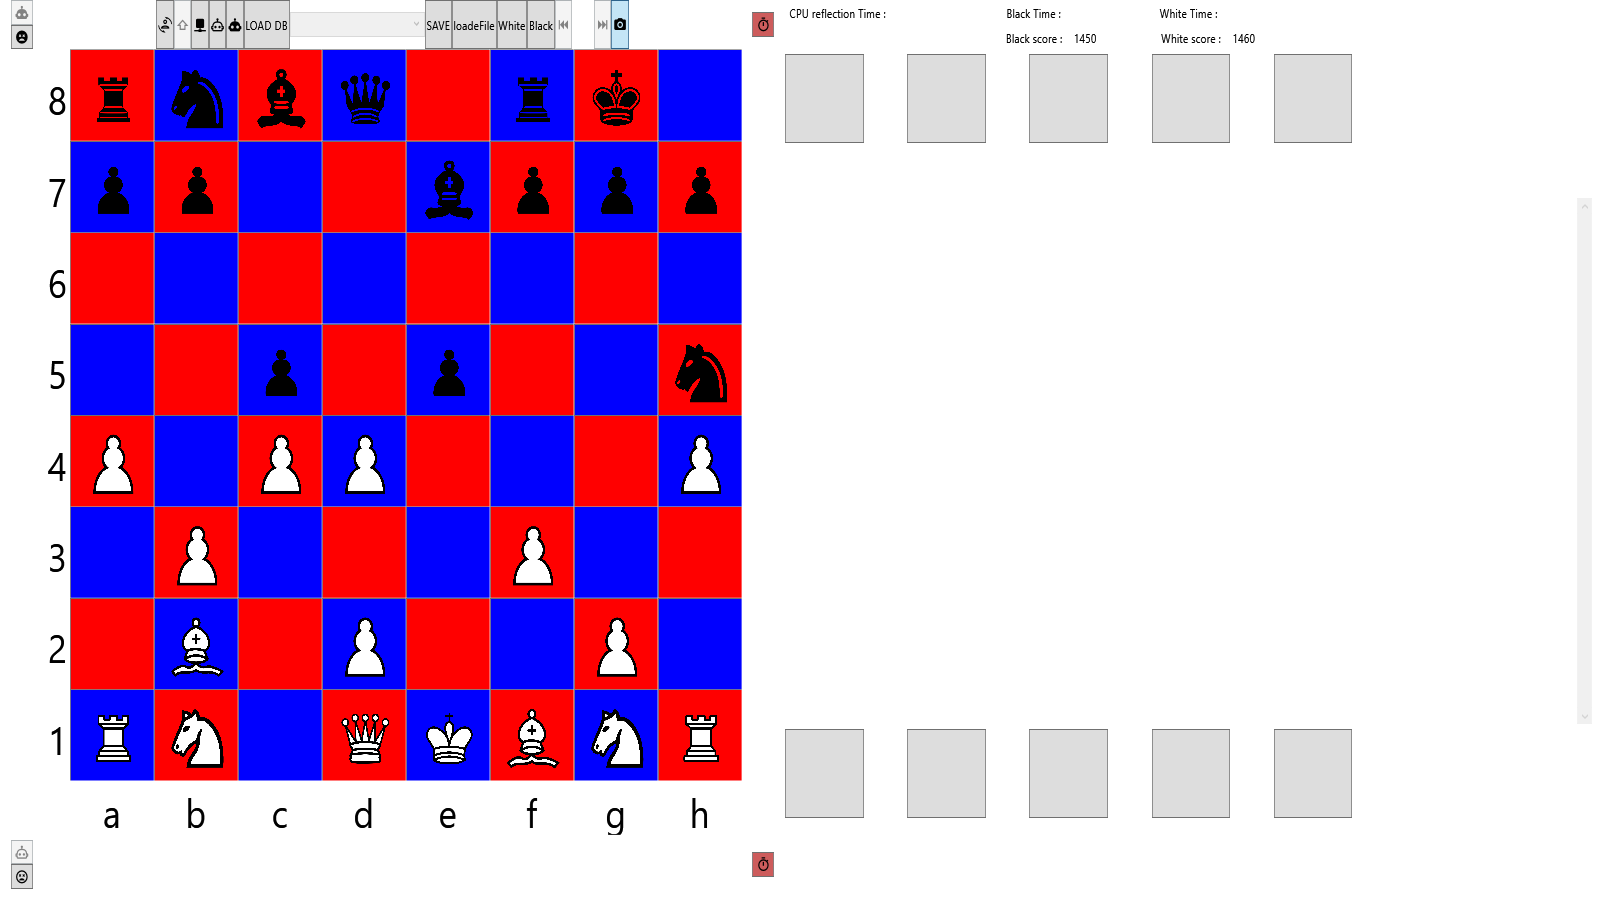 LOAD DB
SAVE
loadeFile
White
Black
CPU reflection Time :
Black Time :
White Time :
Black score : 1450
White score : 1460
8
7
6
5
4
3
2
1
a b c d e f g h